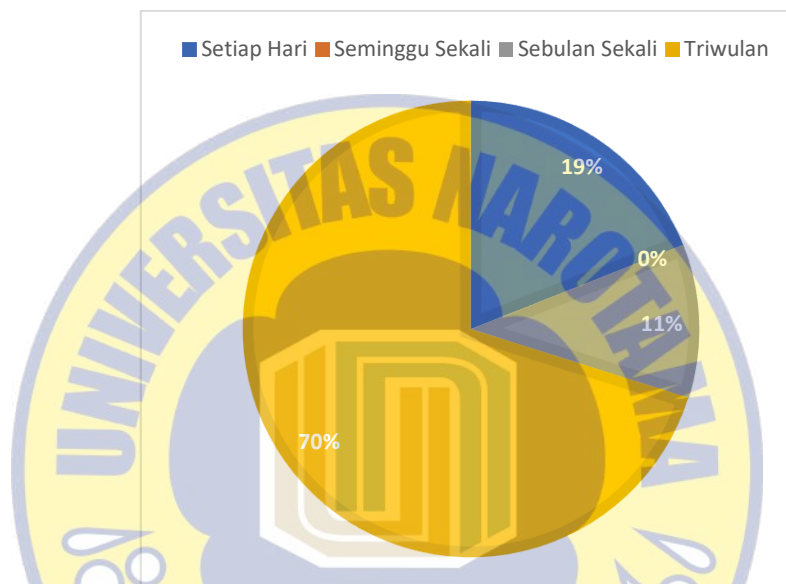 Setiap Hari Seminggu Sekali Sebulan Sekali Triwulan
UNIVERSITAS NAROTAMA
19%
0%
11%
70%